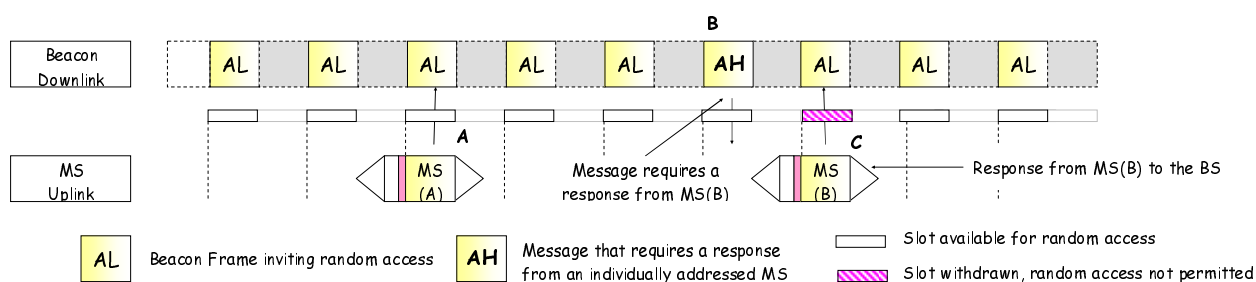 B
Beacon
Downlink
AL AL AL AL AL AH AL AL AL
A
C
MS
Uplink
MS
(A)
Message requires a
response from MS(B)
MS
(B)
Response from MS(B) to the BS
AL
Beacon Frame inviting random access
AH
Message that requires a response
from an individually addressed MS
Slot available for random access
Slot withdrawn, random access not permitted